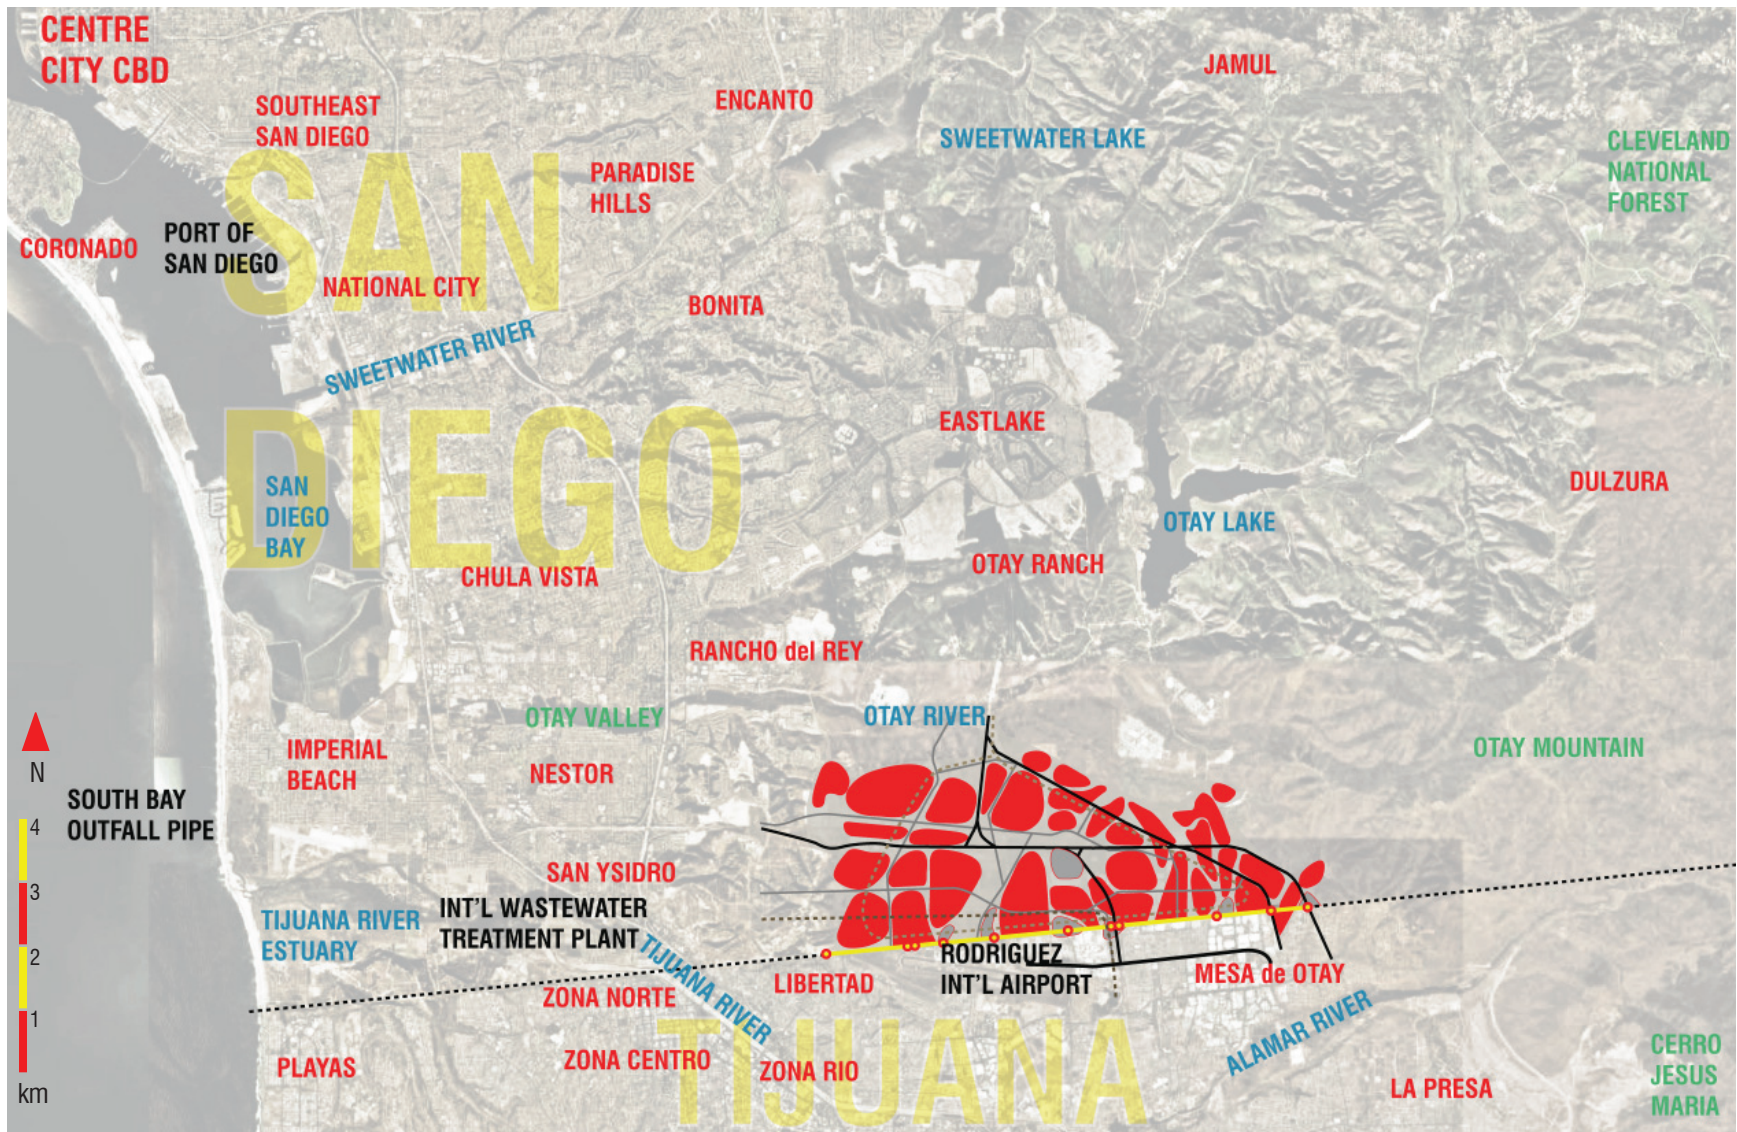 CENTRE
CITY CBD
SOUTHEAST
SAN DIEGO
ENCANTO
JAMUL
SWEETWATER LAKE
CLEVELAND
NATIONAL
FOREST
PARADISE
HILLS
SAN
CORONADO
PORT OF
SAN DIEGO
NATIONAL CITY
BONITA
SWEETWATER RIVER
EASTLAKE
DIEGO
DULZURA
SAN
DIEGO
BAY
OTAY LAKE
CHULA VISTA
OTAY RANCH
RANCHO del REY
OTAY VALLEY
OTAY RIVER
OTAY MOUNTAIN
IMPERIAL
BEACH
NESTOR
N
SOUTH BAY
OUTFALL PIPE
4
3
2
1
km
SAN YSIDRO
TIJUANA RIVER
ESTUARY
INT'L WASTEWATER
TREATMENT PLANT
TIJUANA RIVER
RODRIGUEZ
INT'L AIRPORT
LIBERTAD
MESA de OTAY
ZONA NORTE
ALAMAR RIVER
TIJUANA
PLAYAS
ZONA CENTRO
ZONA RIO
LA PRESA
CERRO
JESUS
MARIA